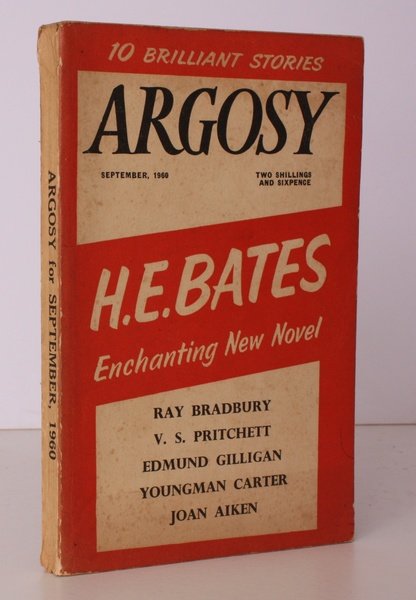 10 BRILLIANT STORIES
ARGOSY
SEPTEMBER, 1960
TWO SHILLINGS
AND SIXPENCE
H.E.BATES
Enchanting New Novel
RAY BRADBURY
V. S. PRITCHETT
EDMUND GILLIGAN
YOUNGMAN CARTER
JOAN AIKEN
ARGOSY for SEPTEMBER, 1960